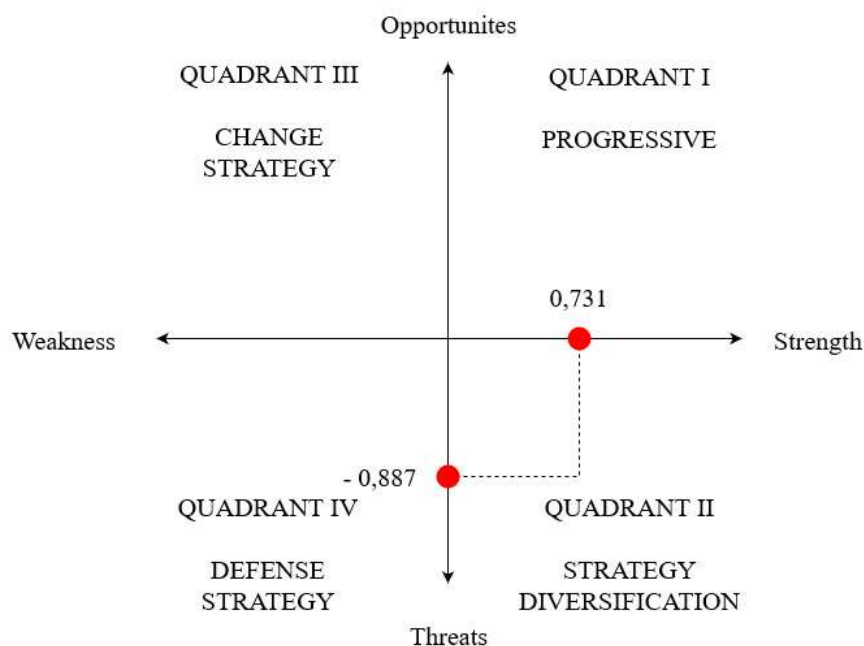 Opportunites
QUADRANT III
QUADRANT I
CHANGE
STRATEGY
PROGRESSIVE
0,731
Weakness
Strength
- 0,887
QUADRANT IV
QUADRANT II
DEFENSE
STRATEGY
STRATEGY
DIVERSIFICATION
Threats